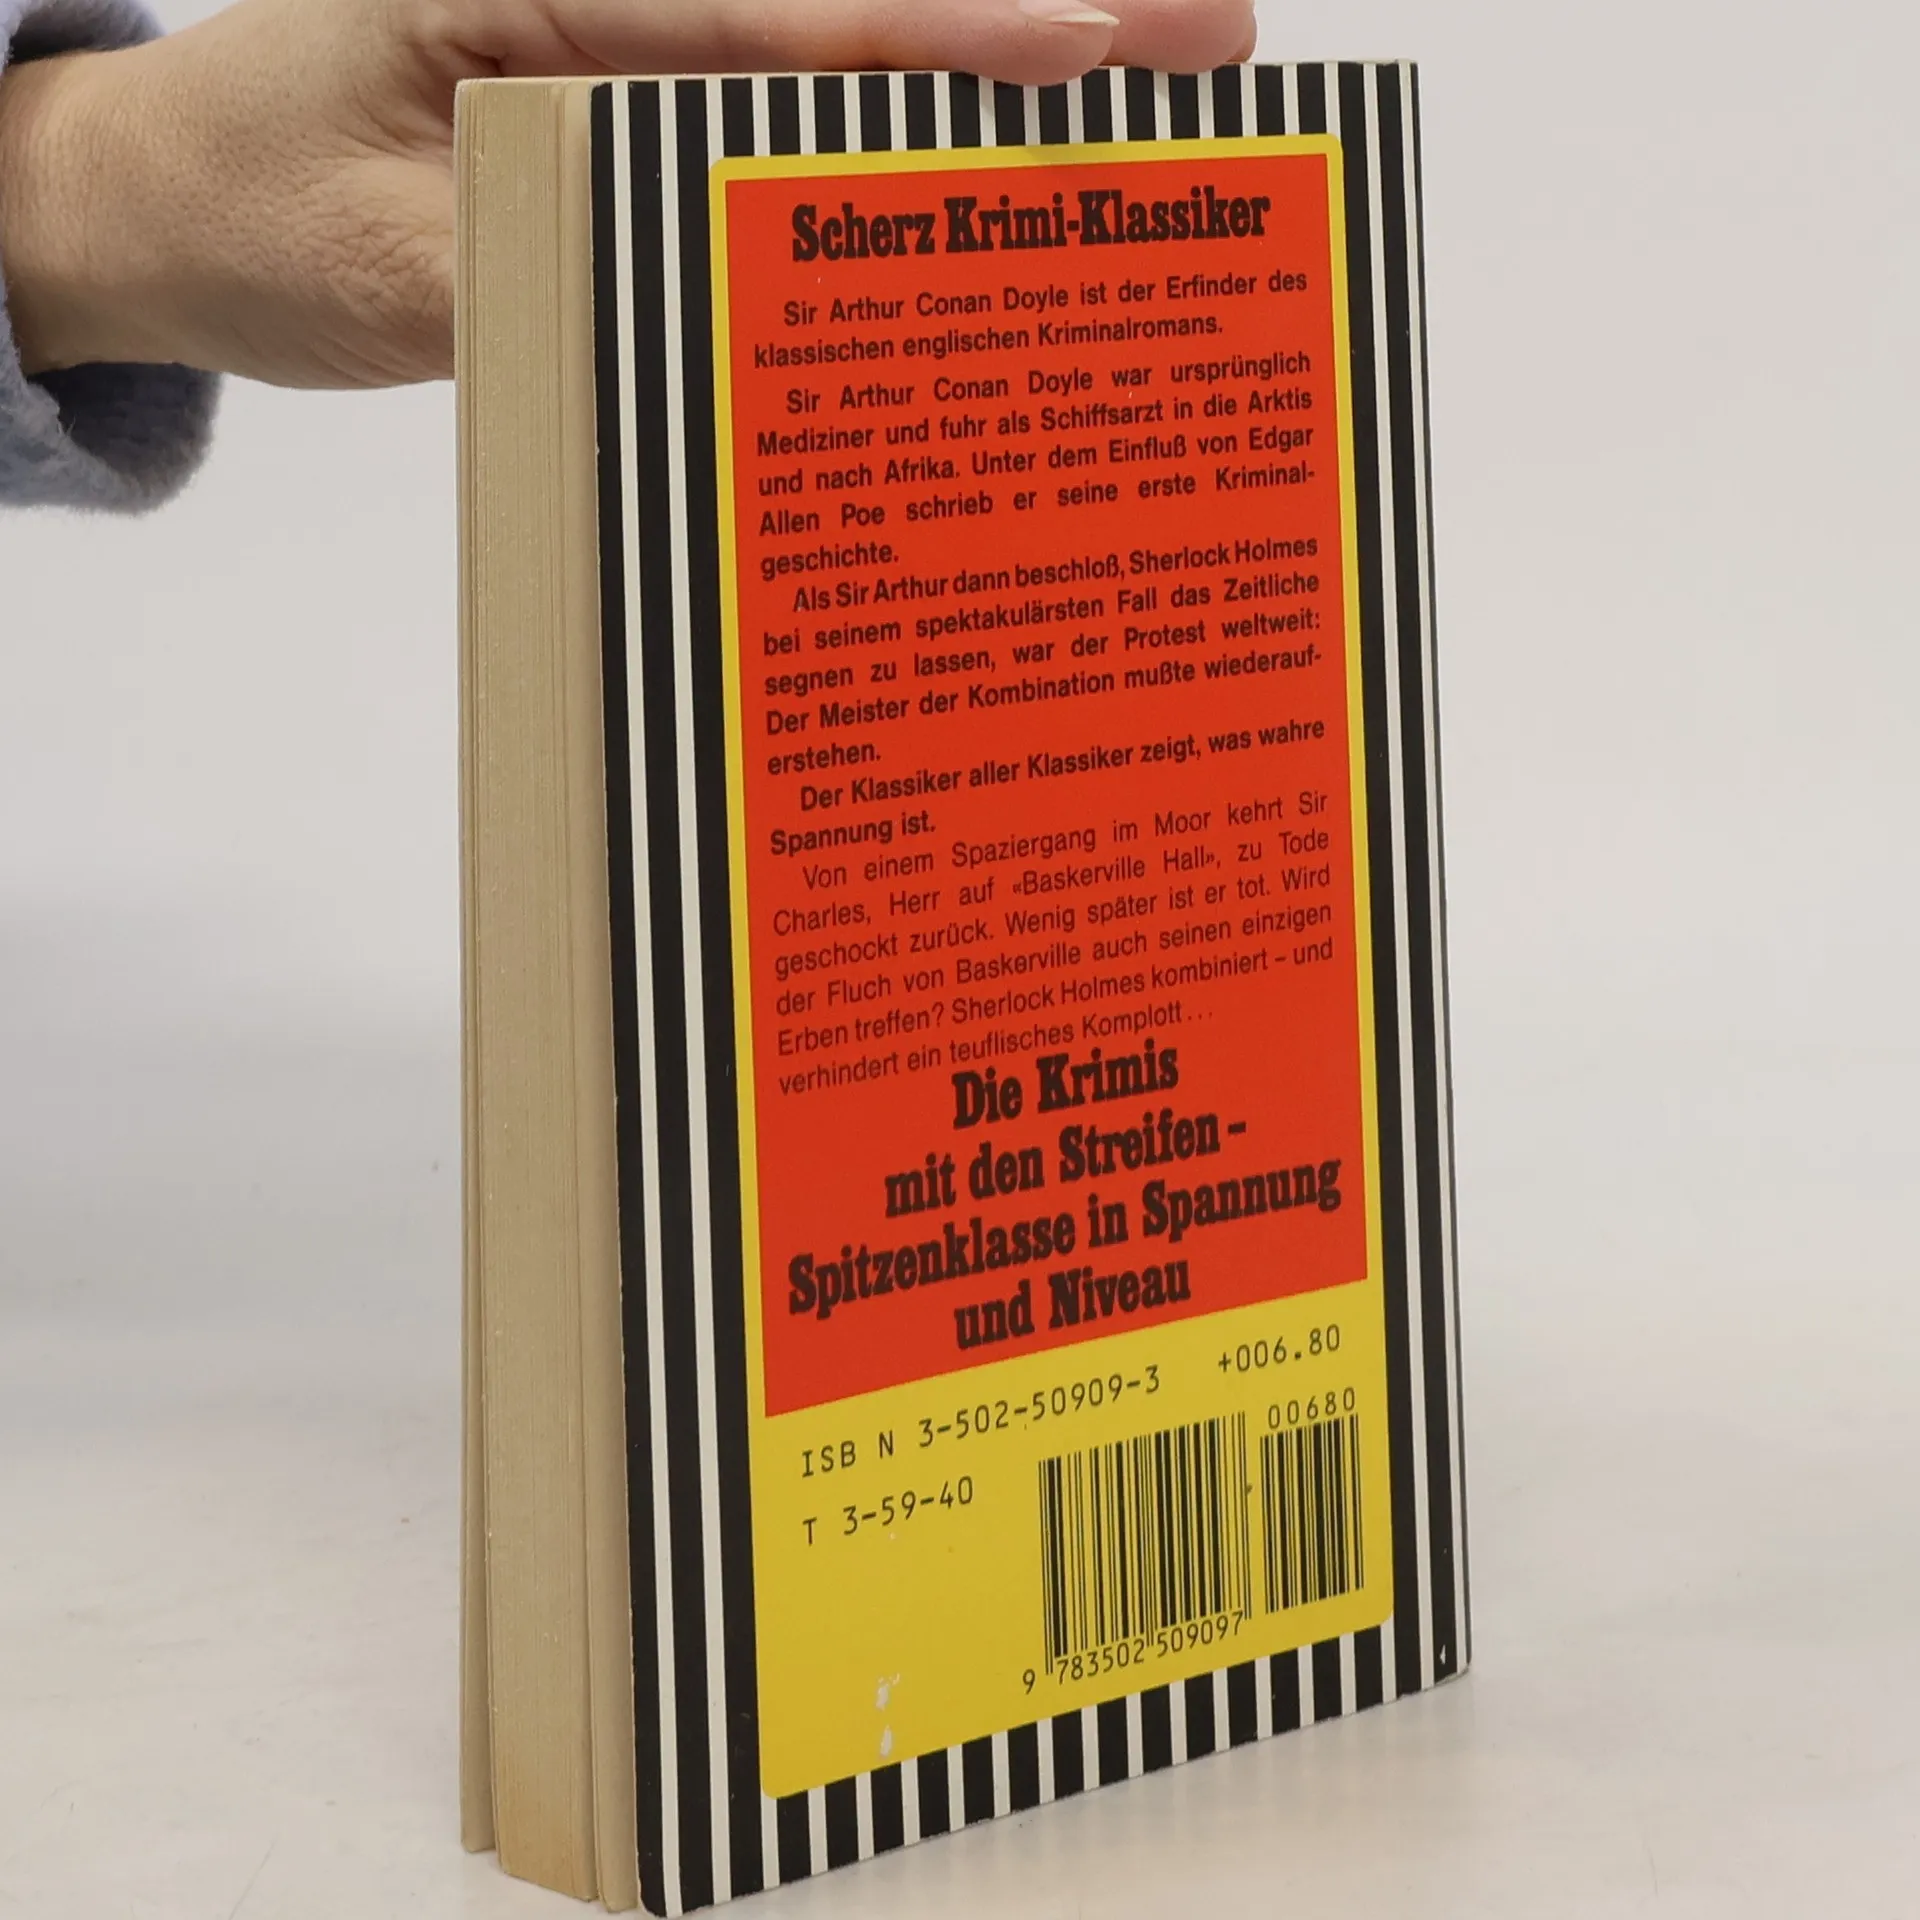 Scherz Krimi-Klassiker
Sir Arthur Conan Doyle ist der Erfinder des
klassischen englischen Kriminalromans.
Sir Arthur Conan Doyle war ursprünglich
Mediziner und fuhr als Schiffsarzt in die Arktis
und nach Afrika. Unter dem Einfluß von Edgar
Allen Poe schrieb er seine erste Kriminal-
geschichte.
Als Sir Arthur dann beschloß, Sherlock Holmes
bei seinem spektakulärsten Fall das Zeitliche
segnen zu lassen, war der Protest weltweit:
Der Meister der Kombination mußte wiederauf-
erstehen.
Der Klassiker aller Klassiker zeigt, was wahre
Spannung ist.
Von einem Spaziergang im Moor kehrt Sir
Charles, Herr auf «Baskerville Hall», zu Tode
geschockt zurück. Wenig später ist er tot. Wird
der Fluch von Baskerville auch seinen einzigen
Erben treffen? Sherlock Holmes kombiniert – und
verhindert ein teuflisches Komplott ...
Die Krimis
mit den Streifen –
Spitzenklasse in Spannung
und Niveau
ISB N 3-502-50909-3 +006.80
T 3-59-40
00680
9 783502 509097